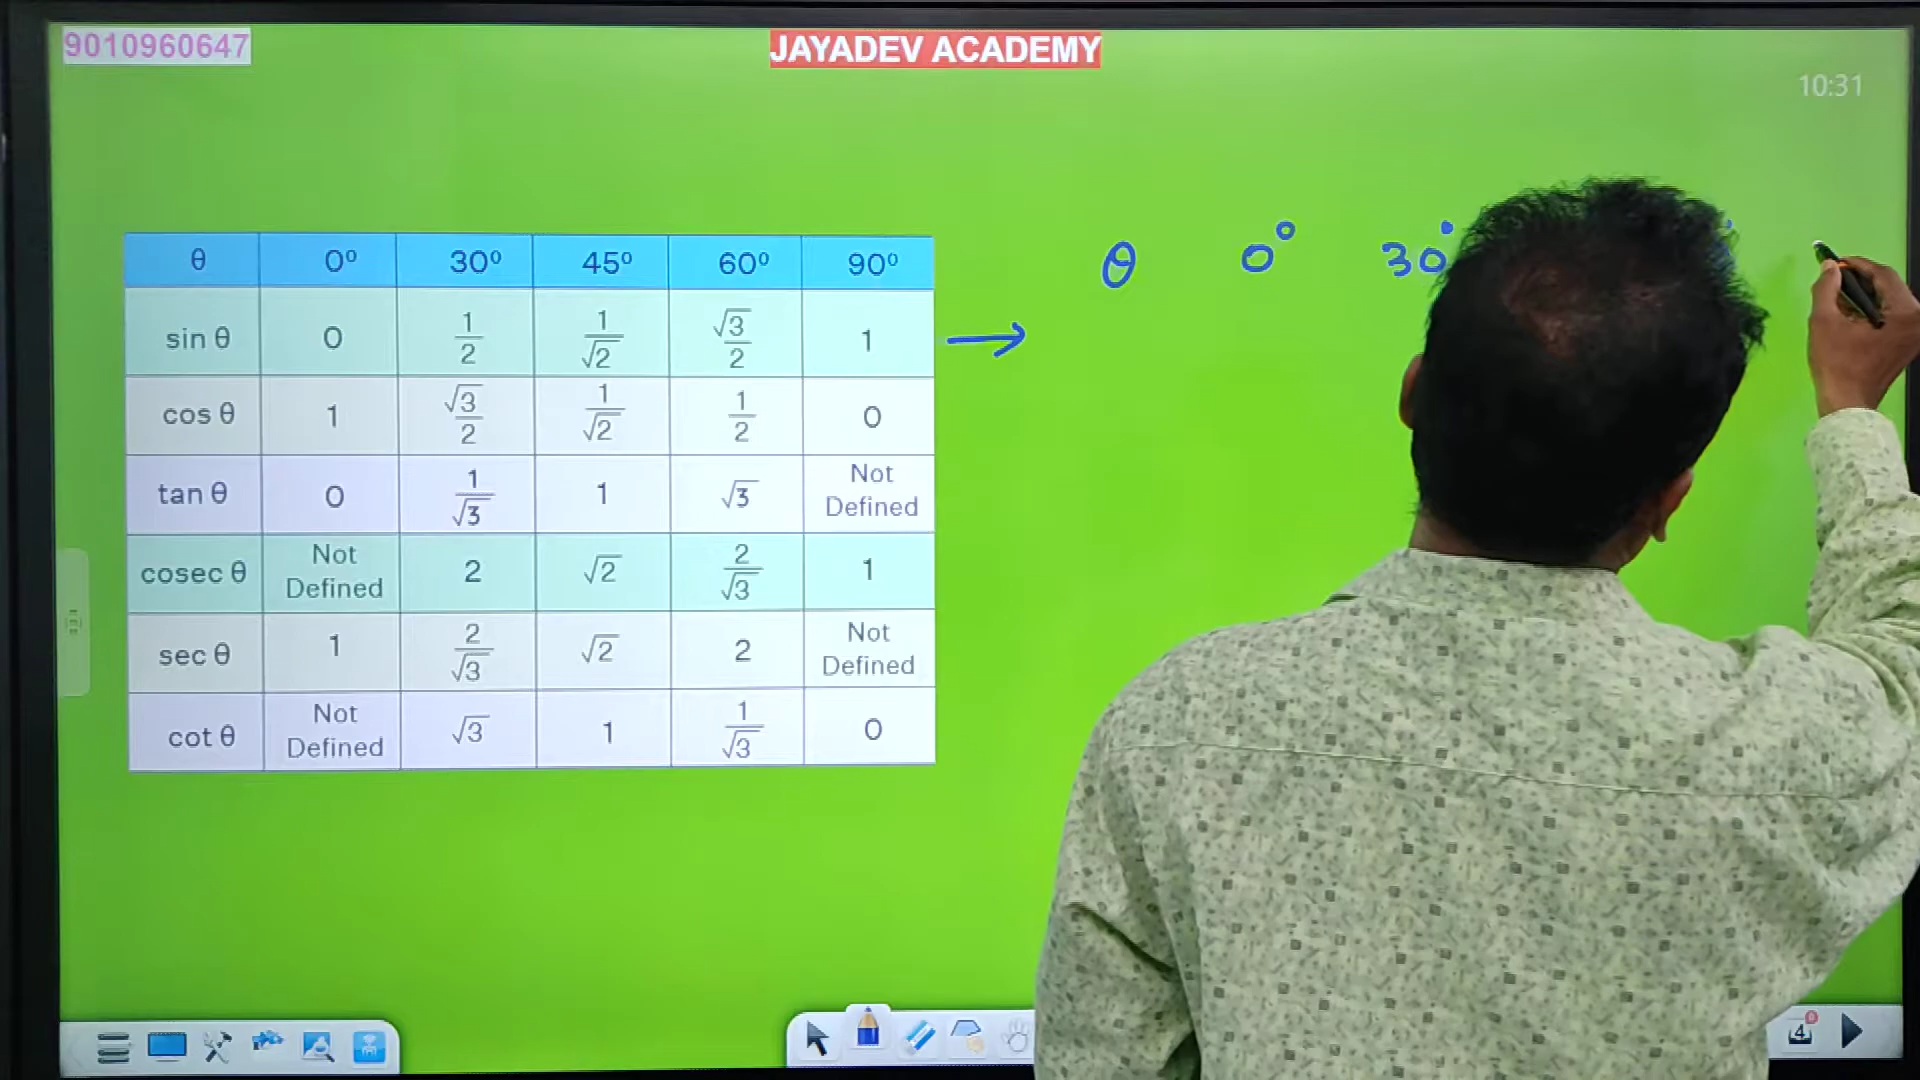 9010960647
JAYADEV ACADEMY
10:31
θ 0° 30° 45° 60° 90°
sin θ 0 1/2 1/√2 √3/2 1
cos θ 1 √3/2 1/√2 1/2 0
tan θ 0 1/√3 1 √3 Not Defined
cosec θ Not Defined 2 √2 2/√3 1
sec θ 1 2/√3 √2 2 Not Defined
cot θ Not Defined √3 1 1/√3 0
→ θ 0° 30°
4